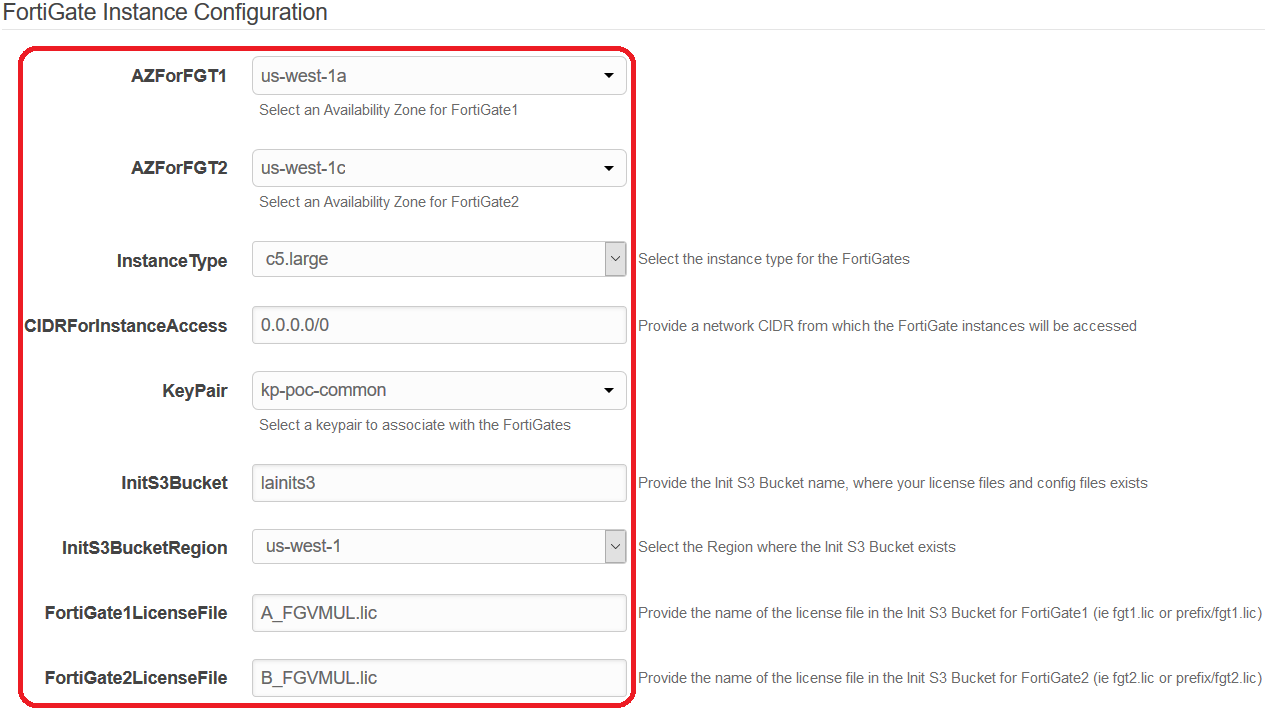 FortiGate Instance Configuration
AZForFGT1
us-west-1a
Select an Availability Zone for FortiGate1
AZForFGT2
us-west-1c
Select an Availability Zone for FortiGate2
InstanceType
c5.large
Select the instance type for the FortiGates
CIDRForInstanceAccess
0.0.0.0/0
Provide a network CIDR from which the FortiGate instances will be accessed
KeyPair
kp-poc-common
Select a keypair to associate with the FortiGates
InitS3Bucket
lainits3
Provide the Init S3 Bucket name, where your license files and config files exists
InitS3BucketRegion
us-west-1
Select the Region where the Init S3 Bucket exists
FortiGate1LicenseFile
A_FGVMUL.lic
Provide the name of the license file in the Init S3 Bucket for FortiGate1 (ie fgt1.lic or prefix/fgt1.lic)
FortiGate2LicenseFile
B_FGVMUL.lic
Provide the name of the license file in the Init S3 Bucket for FortiGate2 (ie fgt2.lic or prefix/fgt2.lic)